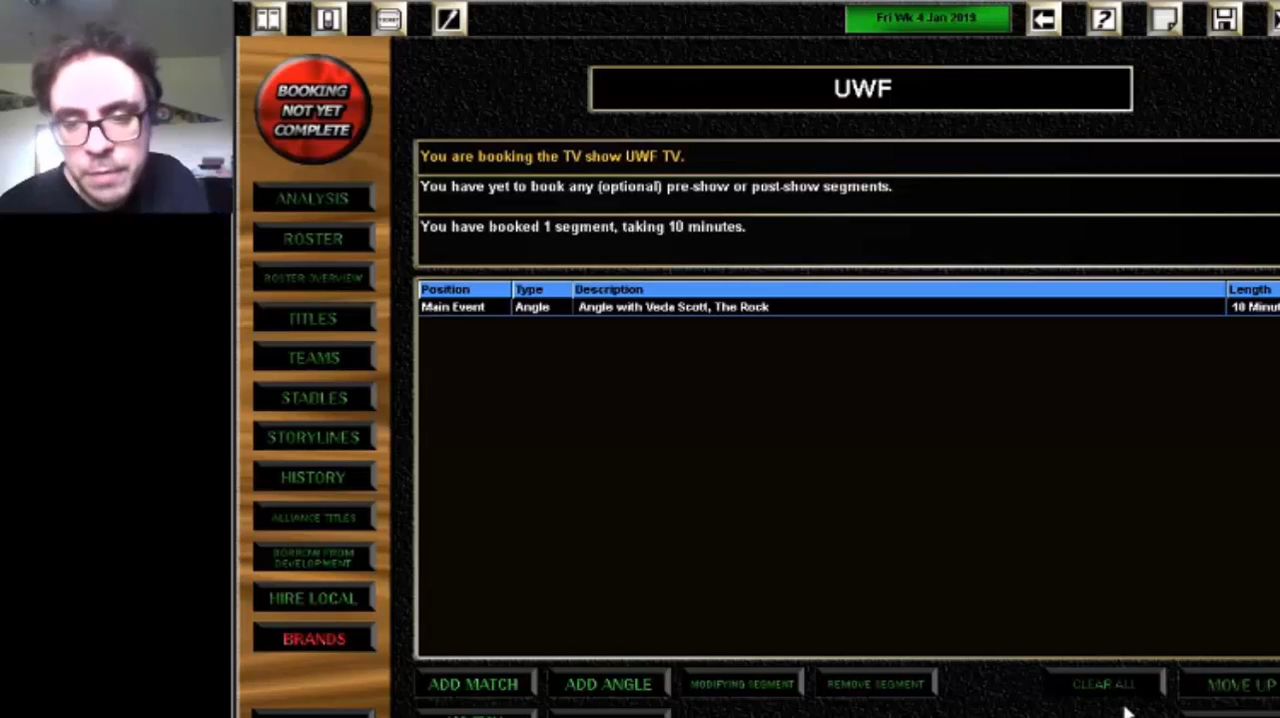 Fri Wk 4 Jan 2019
?
BOOKING
NOT YET
COMPLETE
UWF
You are booking the TV show UWF TV.
You have yet to book any (optional) pre-show or post-show segments.
You have booked 1 segment, taking 10 minutes.
ANALYSIS
ROSTER
ROSTER OVERVIEW
TITLES
TEAMS
STABLES
STORYLINES
HISTORY
ALLIANCE TITLES
BORROW FROM
DEVELOPMENT
HIRE LOCAL
BRANDS
Position Type Description Length
Main Event Angle Angle with Veda Scott, The Rock 10 Minu
ADD MATCH ADD ANGLE MODIFYING SEGMENT REMOVE SEGMENT CLEAR ALL MOVE UP